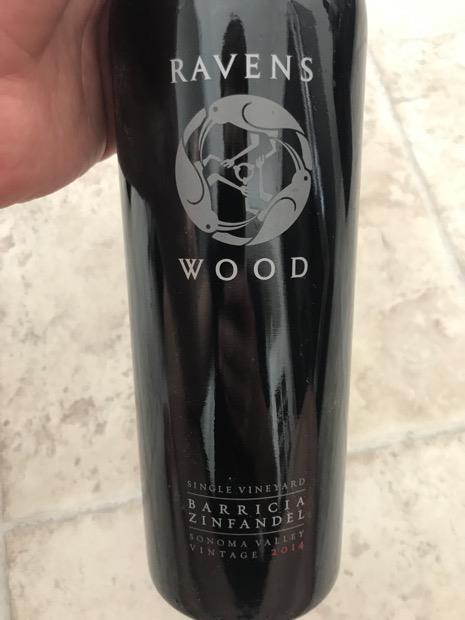 RAVENS
WOOD
SINGLE VINEYARD
BARRICIA
ZINFANDEL
SONOMA VALLEY
VINTAGE 2014